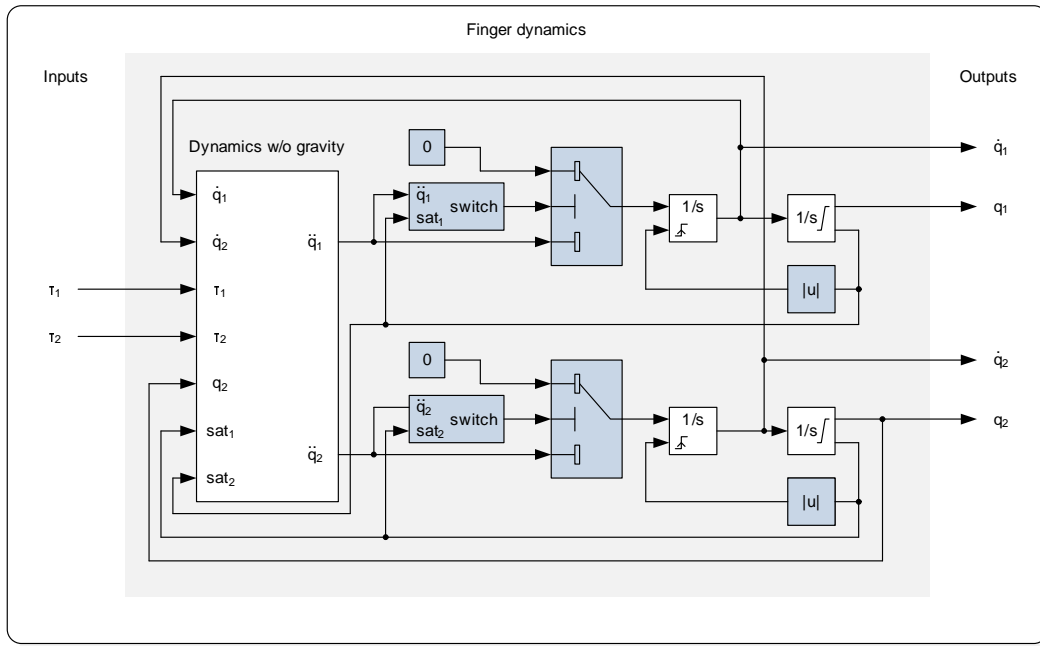 Finger dynamics
Inputs
Outputs
Dynamics w/o gravity
q̇₁
q̇₂
τ₁
τ₂
q₂
sat₁
sat₂
q̈₁
q̈₂
τ₁
τ₂
0
q̈₁
sat₁
switch
1/s
1/s
|u|
q̇₁
q₁
0
q̈₂
sat₂
switch
1/s
1/s
|u|
q̇₂
q₂